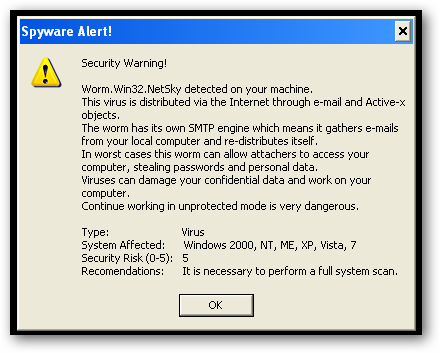 Spyware Alert!
Security Warning!
Worm.Win32.NetSky detected on your machine.
This virus is distributed via the Internet through e-mail and Active-x
objects.
The worm has its own SMTP engine which means it gathers e-mails
from your local computer and re-distributes itself.
In worst cases this worm can allow attachers to access your
computer, stealing passwords and personal data.
Viruses can damage your confidential data and work on your
computer.
Continue working in unprotected mode is very dangerous.
Type: Virus
System Affected: Windows 2000, NT, ME, XP, Vista, 7
Security Risk (0-5): 5
Recomendations: It is necessary to perform a full system scan.
OK